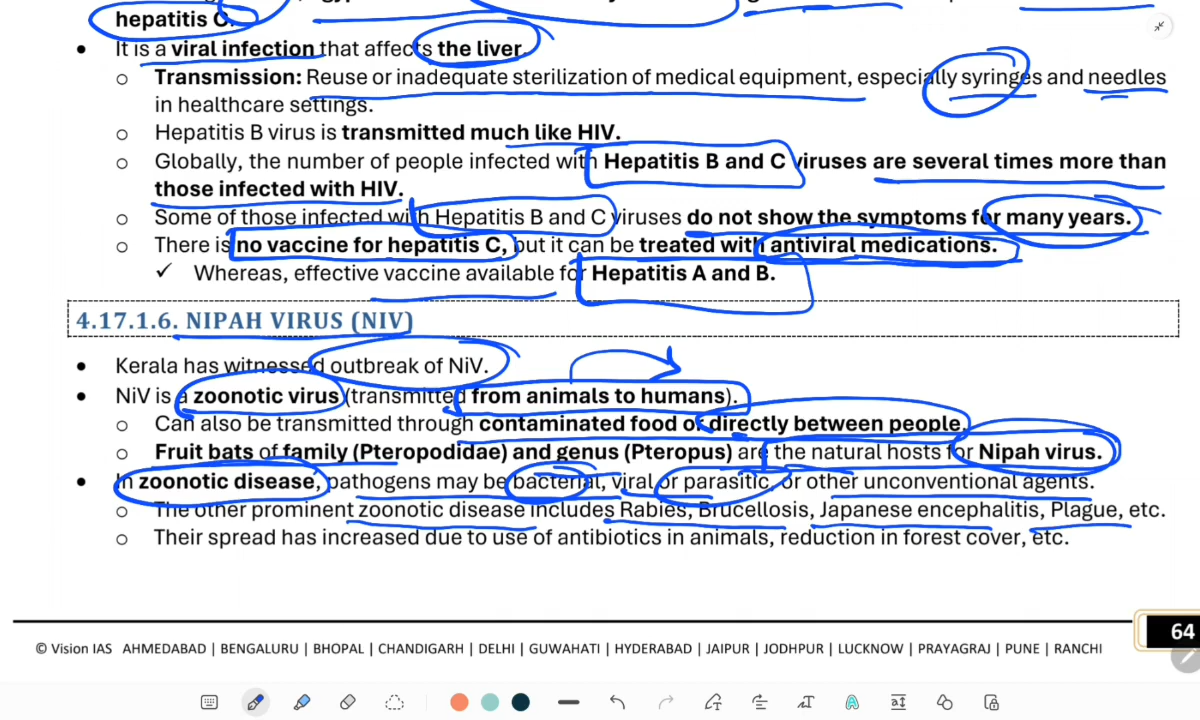 hepatitis C.
• It is a viral infection that affects the liver.
o Transmission: Reuse or inadequate sterilization of medical equipment, especially syringes and needles
in healthcare settings.
o Hepatitis B virus is transmitted much like HIV.
o Globally, the number of people infected with Hepatitis B and C viruses are several times more than
those infected with HIV.
o Some of those infected with Hepatitis B and C viruses do not show the symptoms for many years.
o There is no vaccine for hepatitis C, but it can be treated with antiviral medications.
✓ Whereas, effective vaccine available for Hepatitis A and B.
4.17.1.6. NIPAH VIRUS (NIV)
• Kerala has witnessed outbreak of NiV.
• NiV is a zoonotic virus (transmitted from animals to humans).
o Can also be transmitted through contaminated food or directly between people.
o Fruit bats of family (Pteropodidae) and genus (Pteropus) are the natural hosts for Nipah virus.
• In zoonotic disease, pathogens may be bacterial, viral or parasitic, or other unconventional agents.
o The other prominent zoonotic disease includes Rabies, Brucellosis, Japanese encephalitis, Plague, etc.
o Their spread has increased due to use of antibiotics in animals, reduction in forest cover, etc.
64
© Vision IAS AHMEDABAD | BENGALURU | BHOPAL | CHANDIGARH | DELHI | GUWAHATI | HYDERABAD | JAIPUR | JODHPUR | LUCKNOW | PRAYAGRAJ | PUNE | RANCHI